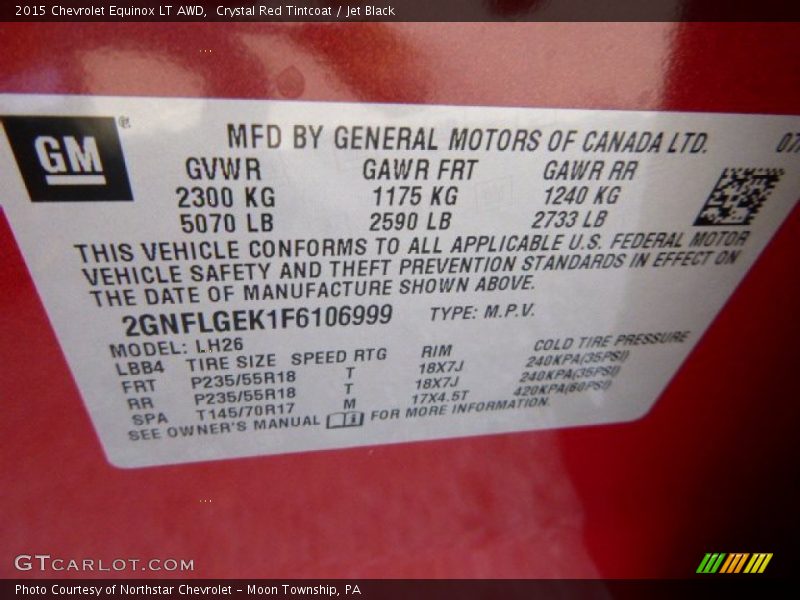 2015 Chevrolet Equinox LT AWD, Crystal Red Tintcoat / Jet Black
GM®
MFD BY GENERAL MOTORS OF CANADA LTD. 07
GVWR GAWR FRT GAWR RR
2300 KG 1175 KG 1240 KG
5070 LB 2590 LB 2733 LB
THIS VEHICLE CONFORMS TO ALL APPLICABLE U.S. FEDERAL MOTOR
VEHICLE SAFETY AND THEFT PREVENTION STANDARDS IN EFFECT ON
THE DATE OF MANUFACTURE SHOWN ABOVE.
2GNFLGEK1F6106999 TYPE: M.P.V.
MODEL: LH26
LBB4 TIRE SIZE SPEED RTG RIM COLD TIRE PRESSURE
FRT P235/55R18 T 18X7J 240KPA(35PSI)
RR P235/55R18 T 18X7J 240KPA(35PSI)
SPA T145/70R17 M 17X4.5T 420KPA(60PSI)
SEE OWNER'S MANUAL FOR MORE INFORMATION.
GTCARLOT.COM
Photo Courtesy of Northstar Chevrolet - Moon Township, PA